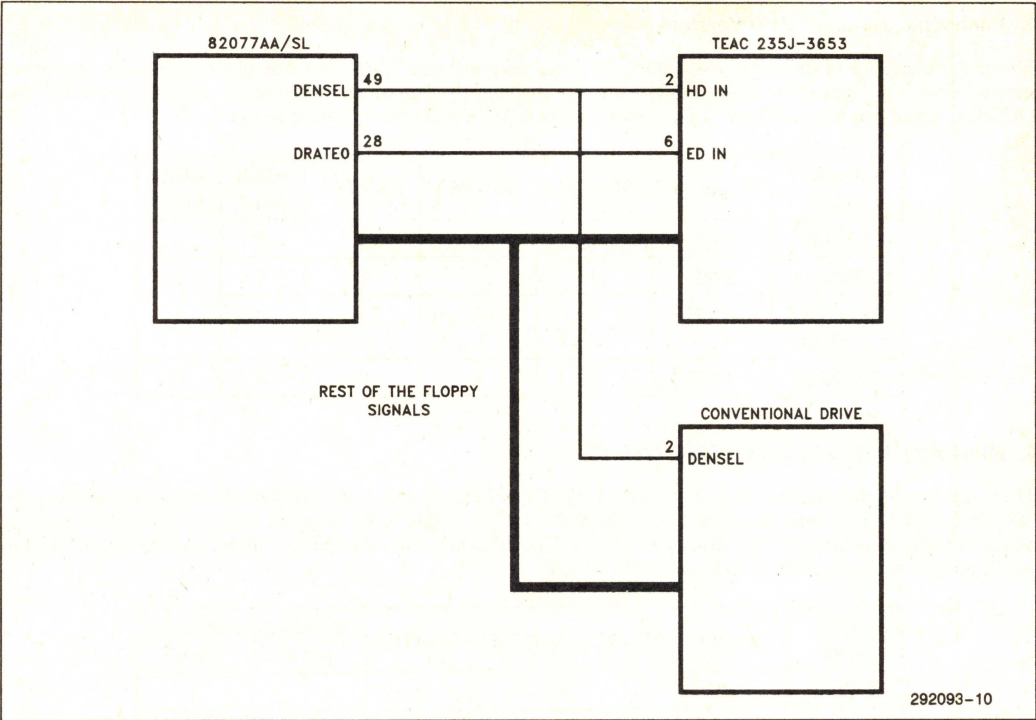 82077AA/SL
TEAC 235J-3653
DENSEL
49
2
HD IN
DRATE0
28
6
ED IN
REST OF THE FLOPPY
SIGNALS
CONVENTIONAL DRIVE
2
DENSEL
292093-10